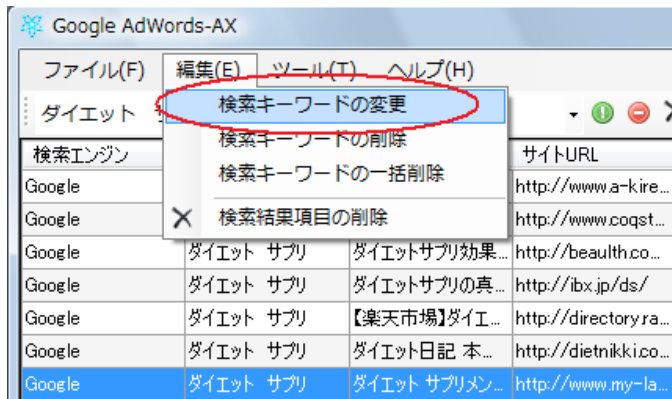 Google AdWords-AX
ファイル(F) 編集(E) ツール(T) ヘルプ(H)
ダイエット
検索キーワードの変更
検索キーワードの削除
検索キーワードの一括削除
検索結果項目の削除
検索エンジン サイトURL
Google http://www.a-kire...
Google http://www.coqst...
Google ダイエット サプリ ダイエットサプリ効果... http://beaulth.co...
Google ダイエット サプリ ダイエットサプリの真... http://ibx.jp/ds/
Google ダイエット サプリ 【楽天市場】ダイエ... http://directory.ra...
Google ダイエット サプリ ダイエット日記 本... http://dietnikki.co...
Google ダイエット サプリ ダイエット サプリメン... http://www.my-la...